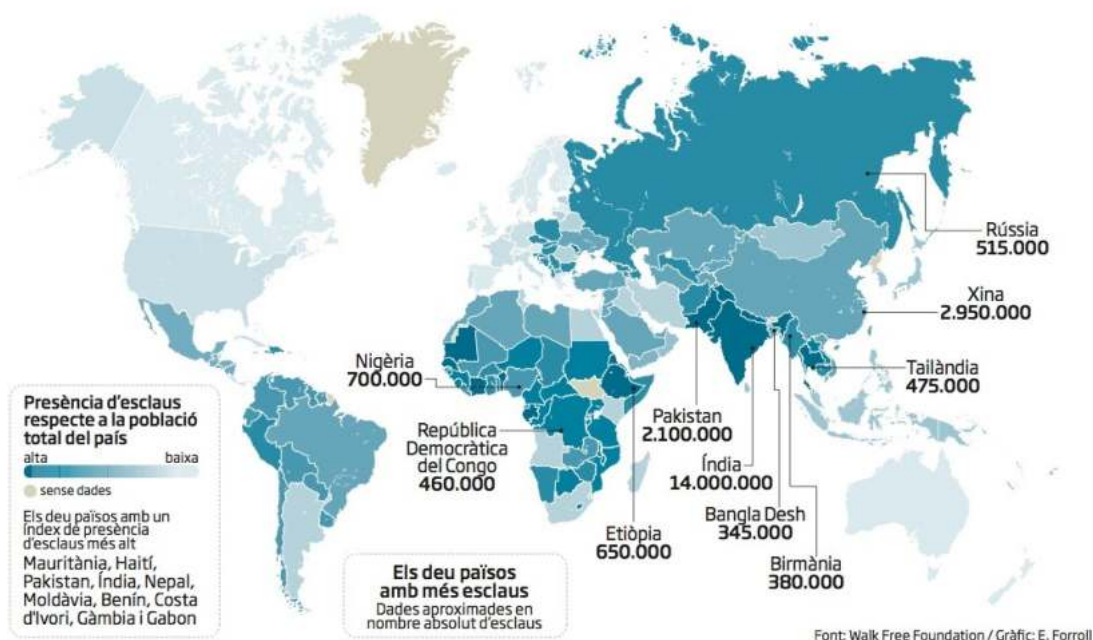 Rússia
515.000
Xina
2.950.000
Tailàndia
475.000
Nigèria
700.000
Pakistan
2.100.000
República
Democràtica
del Congo
460.000
Índia
14.000.000
Bangla Desh
345.000
Etiòpia
650.000
Birmània
380.000
Presència d'esclaus
respecte a la població
total del país
alta
baixa
sense dades
Els deu països amb un
índex de presència
d'esclaus més alt
Mauritània, Haití,
Pakistan, Índia, Nepal,
Moldàvia, Benín, Costa
d'Ivori, Gàmbia i Gabon
Els deu països
amb més esclaus
Dades aproximades en
nombre absolut d'esclaus
Font: Walk Free Foundation / Gràfic: E. Forroll